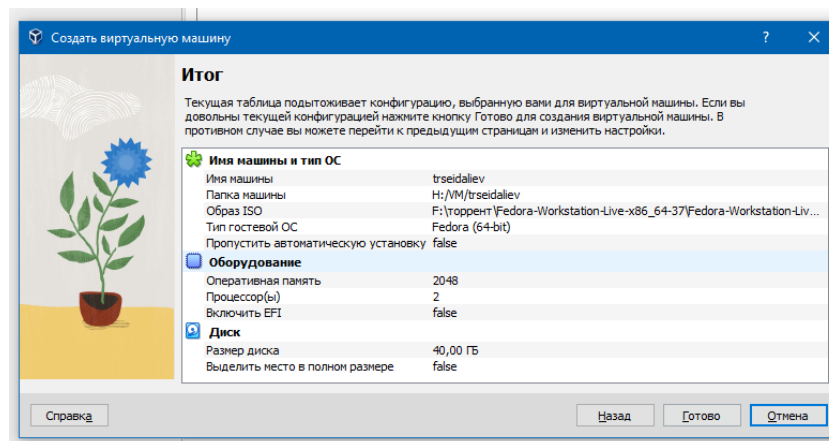 Создать виртуальную машину
Итог
Текущая таблица подытоживает конфигурацию, выбранную вами для виртуальной машины. Если вы
довольны текущей конфигурацией нажмите кнопку Готово для создания виртуальной машины. В
противном случае вы можете перейти к предыдущим страницам и изменить настройки.
Имя машины и тип ОС
Имя машины trseidaliev
Папка машины H:/VM/trseidaliev
Образ ISO F:\торрент\Fedora-Workstation-Live-x86_64-37\Fedora-Workstation-Liv...
Тип гостевой ОС Fedora (64-bit)
Пропустить автоматическую установку false
Оборудование
Оперативная память 2048
Процессор(ы) 2
Включить EFI false
Диск
Размер диска 40,00 ГБ
Выделить место в полном размере false
Справка Назад Готово Отмена